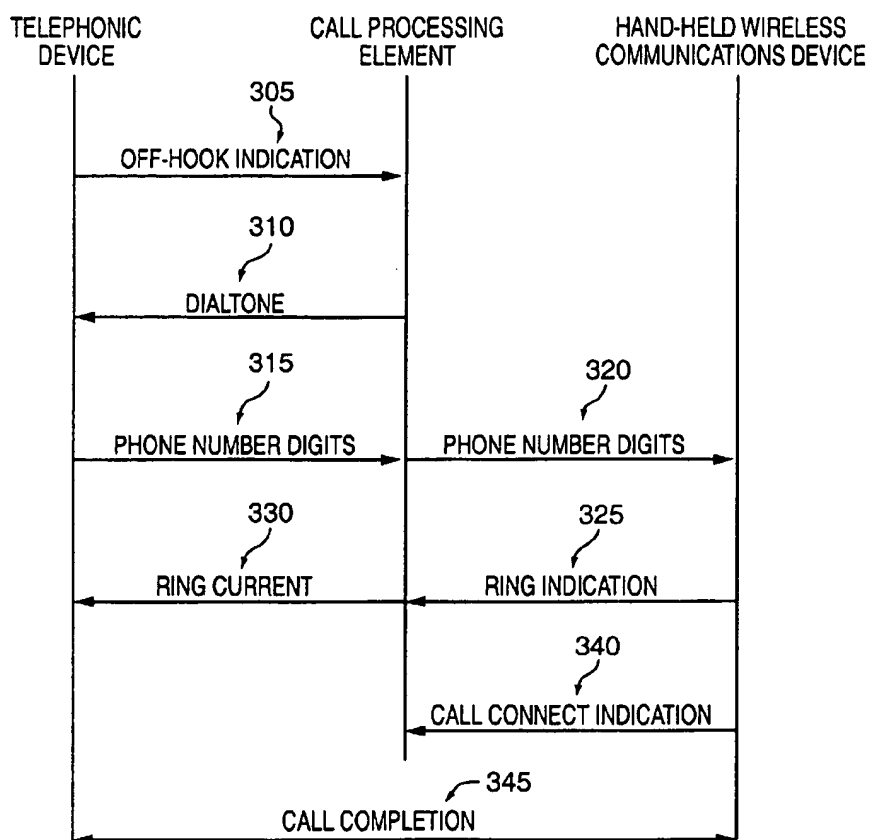 TELEPHONIC
DEVICE
CALL PROCESSING
ELEMENT
HAND-HELD WIRELESS
COMMUNICATIONS DEVICE
305
OFF-HOOK INDICATION
310
DIALTONE
315
320
PHONE NUMBER DIGITS
PHONE NUMBER DIGITS
330
325
RING CURRENT
RING INDICATION
340
CALL CONNECT INDICATION
345
CALL COMPLETION